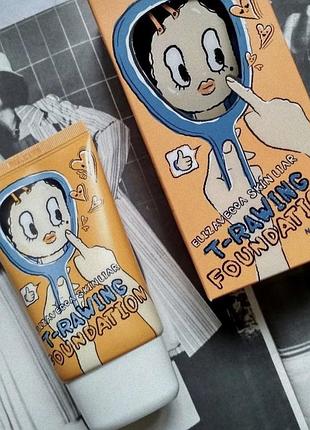 ELIZAVECCA SKIN LIAR
T-RAWING
FOUNDATION
ELIZAVECCA SKIN LIAR
T-RAWING
FOUNDATION